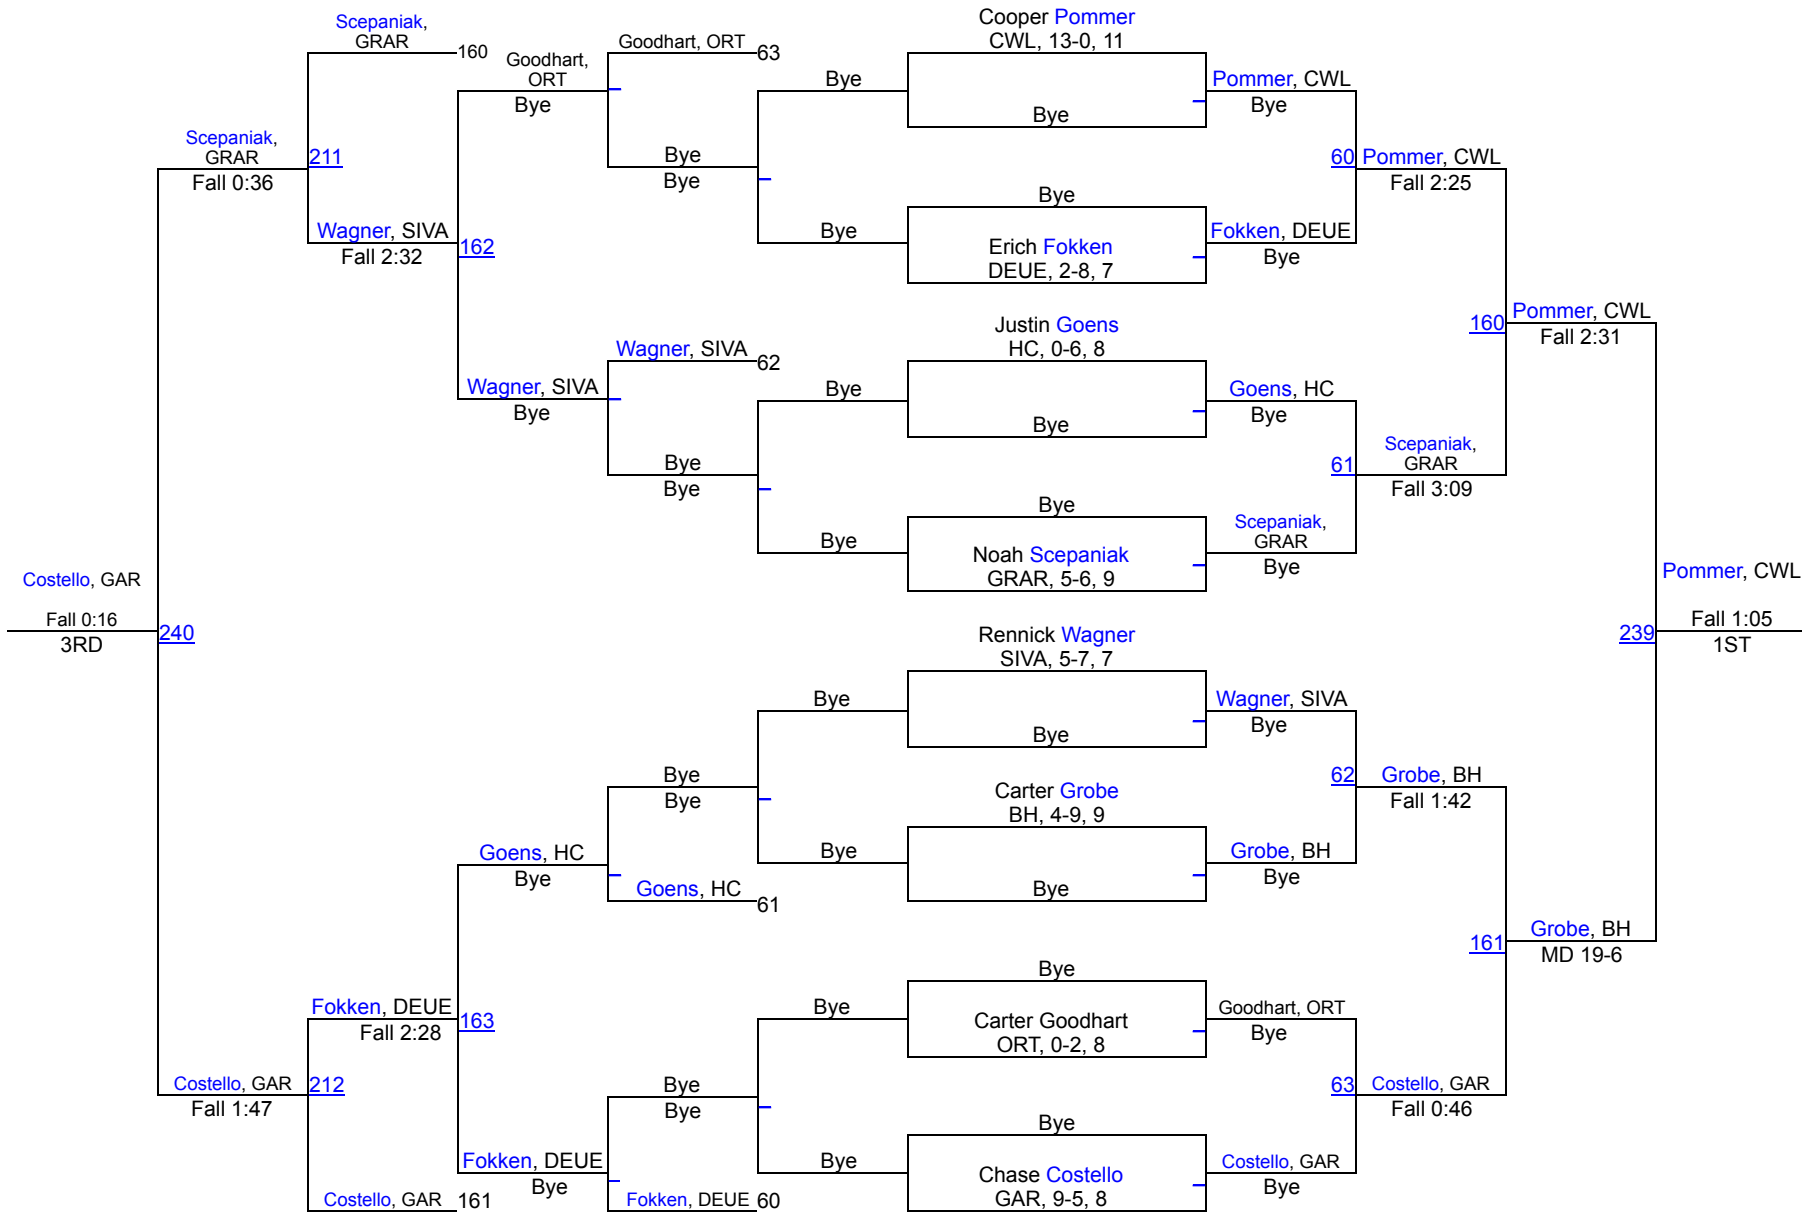 Scepaniak,
GRAR
160
Goodhart,
ORT
Bye
Goodhart, ORT
63
Cooper Pommer
CWL, 13-0, 11
Bye
Bye
Pommer, CWL
Bye
Scepaniak,
GRAR
Fall 0:36
211
Bye
Bye
60
Pommer, CWL
Fall 2:25
Wagner, SIVA
Fall 2:32
162
Bye
Bye
Erich Fokken
DEUE, 2-8, 7
Fokken, DEUE
Bye
Wagner, SIVA
62
Justin Goens
HC, 0-6, 8
160
Pommer, CWL
Fall 2:31
Wagner, SIVA
Bye
Bye
Bye
Goens, HC
Bye
Bye
Bye
61
Scepaniak,
GRAR
Fall 3:09
Bye
Bye
Noah Scepaniak
GRAR, 5-6, 9
Scepaniak,
GRAR
Bye
Costello, GAR
Fall 0:16
3RD
240
Pommer, CWL
Fall 1:05
1ST
239
Rennick Wagner
SIVA, 5-7, 7
Bye
Bye
Wagner, SIVA
Bye
Bye
Bye
Carter Grobe
BH, 4-9, 9
62
Grobe, BH
Fall 1:42
Goens, HC
Bye
Goens, HC
61
Bye
Bye
Grobe, BH
Bye
161
Grobe, BH
MD 19-6
Fokken, DEUE
Fall 2:28
163
Bye
Bye
Carter Goodhart
ORT, 0-2, 8
Goodhart, ORT
Bye
Costello, GAR
Fall 1:47
212
Bye
Bye
63
Costello, GAR
Fall 0:46
Fokken, DEUE
Bye
Bye
Bye
Chase Costello
GAR, 9-5, 8
Costello, GAR
Bye
Costello, GAR
161
Fokken, DEUE
60